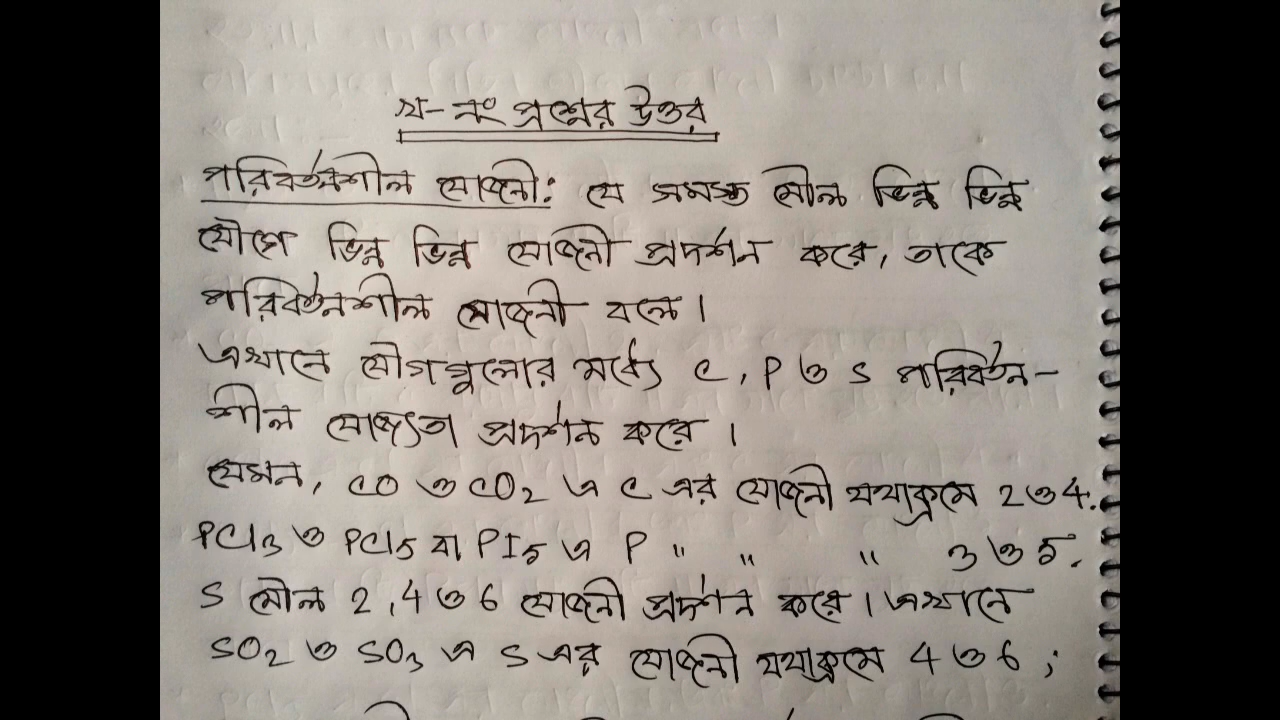 খ- নং প্রশ্নের উত্তর
পরিবর্তনশীল যোজনী: যে সমস্ত মৌল ভিন্ন ভিন্ন
যৌগে ভিন্ন ভিন্ন যোজনী প্রদর্শন করে, তাকে
পরিবর্তনশীল যোজনী বলে।
এখানে যৌগগুলোর মধ্যে C, P ও S পরিবর্তন-
শীল যোজ্যতা প্রদর্শন করে।
যেমন, CO ও CO₂ এ C এর যোজনী যথাক্রমে 2 ও 4.
PCl₃ ও PCl₅ বা PI₅ এ P " " " 3 ও 5.
S মৌল 2, 4 ও 6 যোজনী প্রদর্শন করে। এখানে
SO₂ ও SO₃ এ S এর যোজনী যথাক্রমে 4 ও 6;